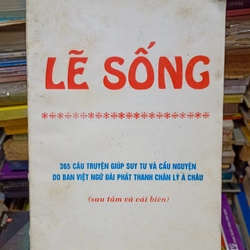 LẼ SỐNG
365 CÂU TRUYỆN GIÚP SUY TƯ VÀ CẦU NGUYỆN
DO BAN VIỆT NGỮ ĐÀI PHÁT THANH CHÂN LÝ Á CHÂU
(sưu tầm và cải biên)